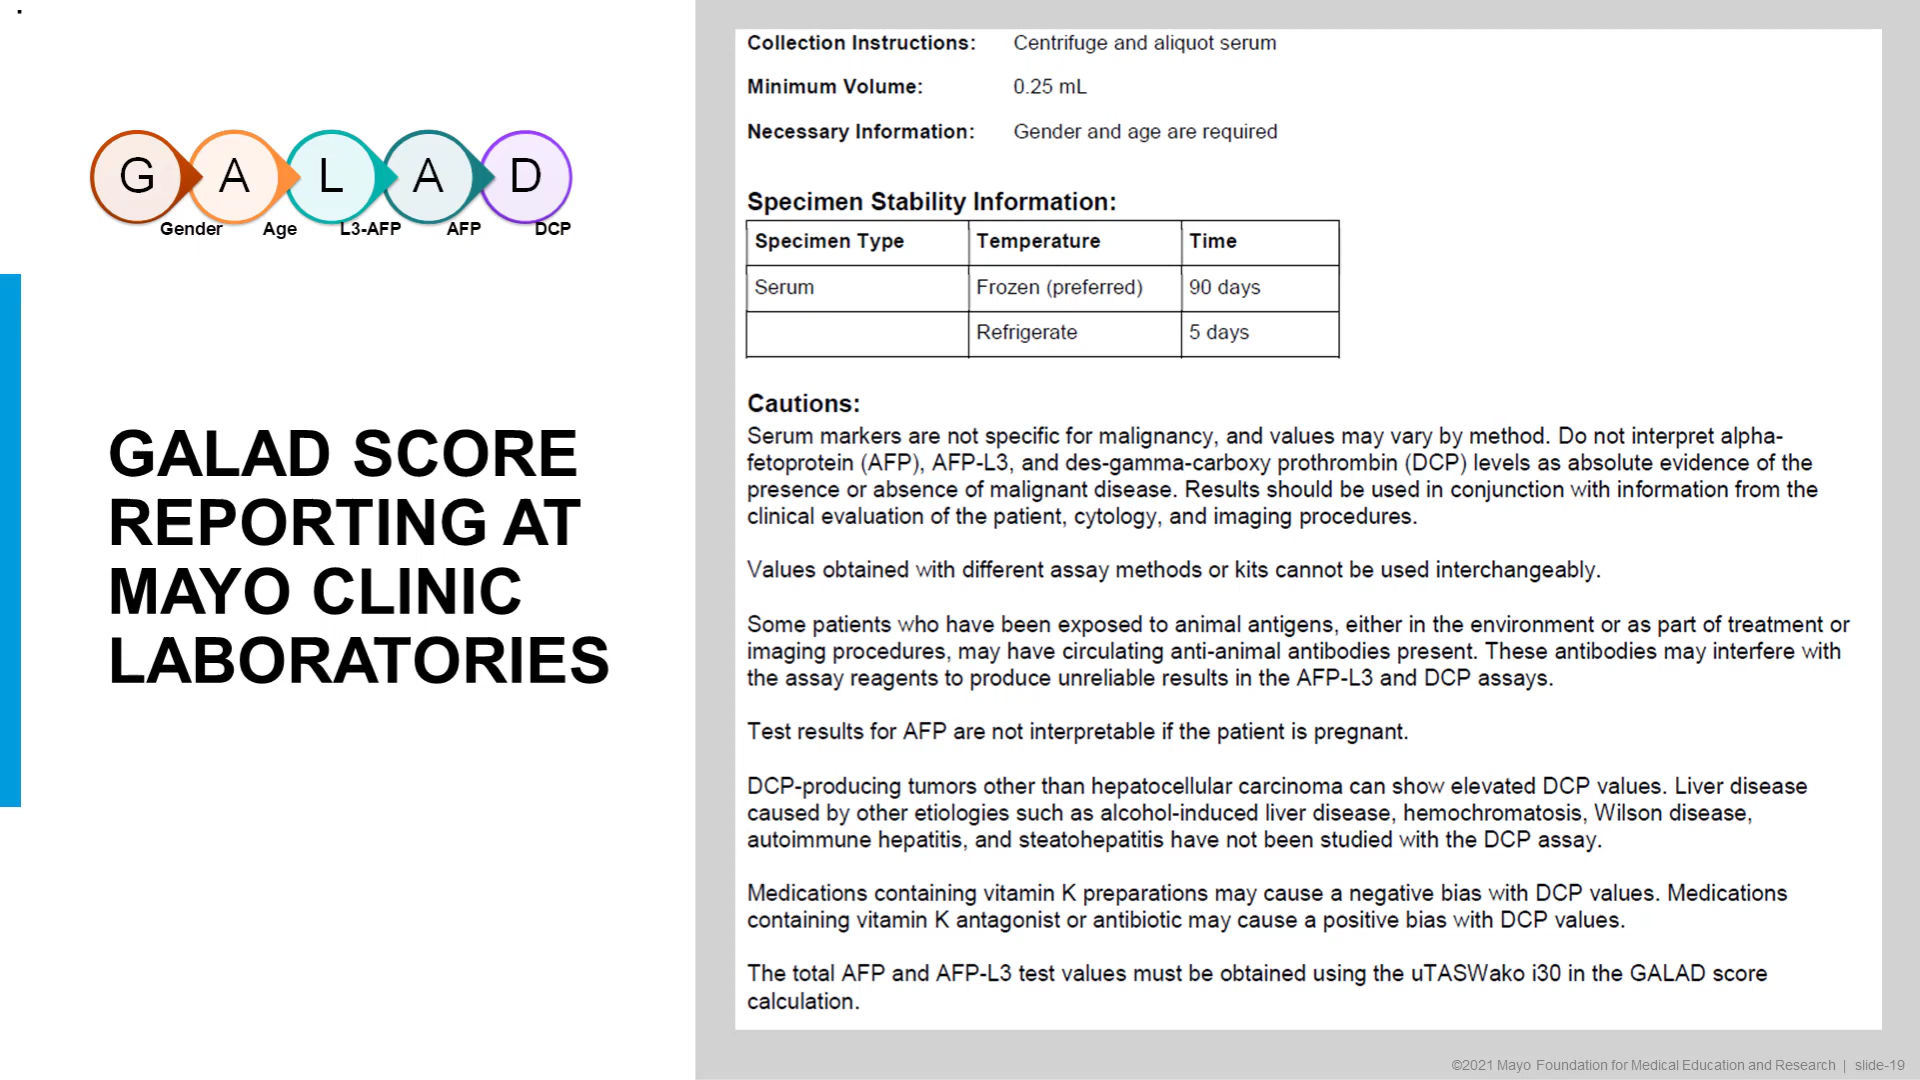 G A L A D
Gender Age L3-AFP AFP DCP
GALAD SCORE
REPORTING AT
MAYO CLINIC
LABORATORIES
Collection Instructions: Centrifuge and aliquot serum
Minimum Volume: 0.25 mL
Necessary Information: Gender and age are required
Specimen Stability Information:
Specimen Type Temperature Time
Serum Frozen (preferred) 90 days
Refrigerate 5 days
Cautions:
Serum markers are not specific for malignancy, and values may vary by method. Do not interpret alpha-
fetoprotein (AFP), AFP-L3, and des-gamma-carboxy prothrombin (DCP) levels as absolute evidence of the
presence or absence of malignant disease. Results should be used in conjunction with information from the
clinical evaluation of the patient, cytology, and imaging procedures.
Values obtained with different assay methods or kits cannot be used interchangeably.
Some patients who have been exposed to animal antigens, either in the environment or as part of treatment or
imaging procedures, may have circulating anti-animal antibodies present. These antibodies may interfere with
the assay reagents to produce unreliable results in the AFP-L3 and DCP assays.
Test results for AFP are not interpretable if the patient is pregnant.
DCP-producing tumors other than hepatocellular carcinoma can show elevated DCP values. Liver disease
caused by other etiologies such as alcohol-induced liver disease, hemochromatosis, Wilson disease,
autoimmune hepatitis, and steatohepatitis have not been studied with the DCP assay.
Medications containing vitamin K preparations may cause a negative bias with DCP values. Medications
containing vitamin K antagonist or antibiotic may cause a positive bias with DCP values.
The total AFP and AFP-L3 test values must be obtained using the uTASWako i30 in the GALAD score
calculation.
©2021 Mayo Foundation for Medical Education and Research | slide-19